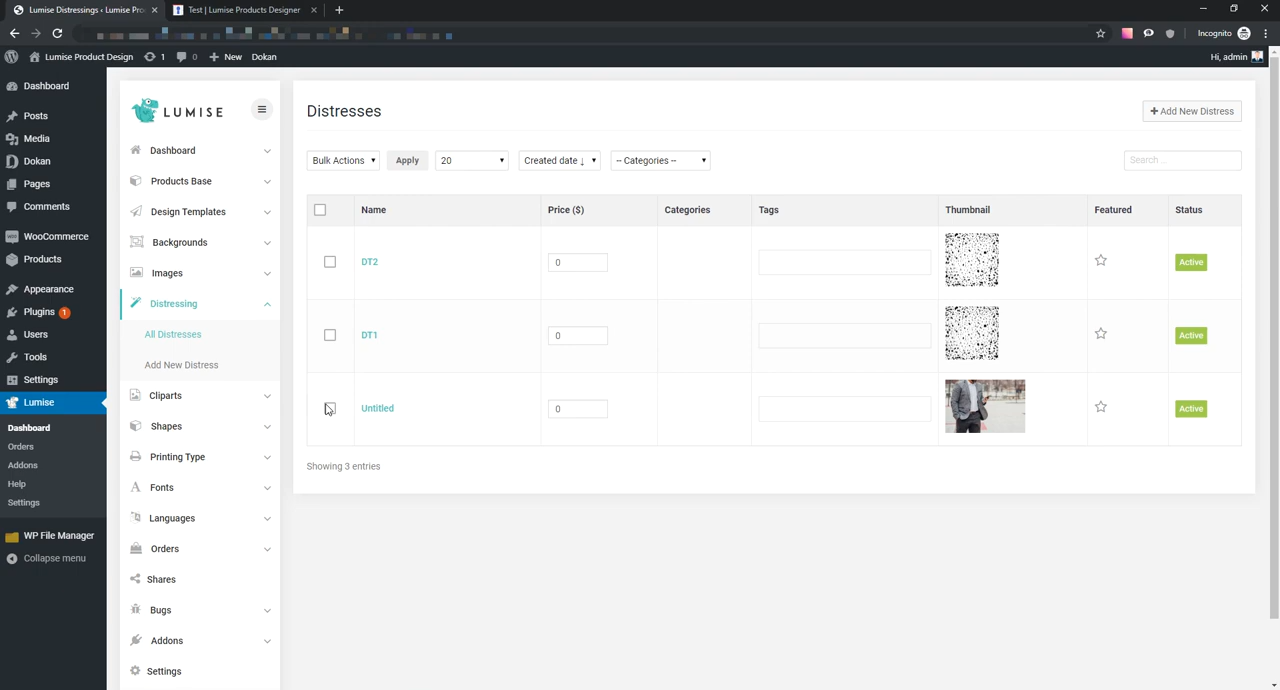 Lumise Distressings ‹ Lumise Pro
Test | Lumise Products Designer
Incognito
Lumise Product Design
1
0
New
Dokan
Hi, admin
Dashboard
Posts
Media
Dokan
Pages
Comments
WooCommerce
Products
Appearance
Plugins 1
Users
Tools
Settings
Lumise
Dashboard
Orders
Addons
Help
Settings
WP File Manager
Collapse menu
LUMISE
Dashboard
Products Base
Design Templates
Backgrounds
Images
Distressing
All Distresses
Add New Distress
Cliparts
Shapes
Printing Type
Fonts
Languages
Orders
Shares
Bugs
Addons
Settings
Distresses
+ Add New Distress
Bulk Actions
Apply
20
Created date ↓
-- Categories --
Search ..
Name
Price ($)
Categories
Tags
Thumbnail
Featured
Status
DT2
0
Active
DT1
0
Active
Untitled
0
Active
Showing 3 entries